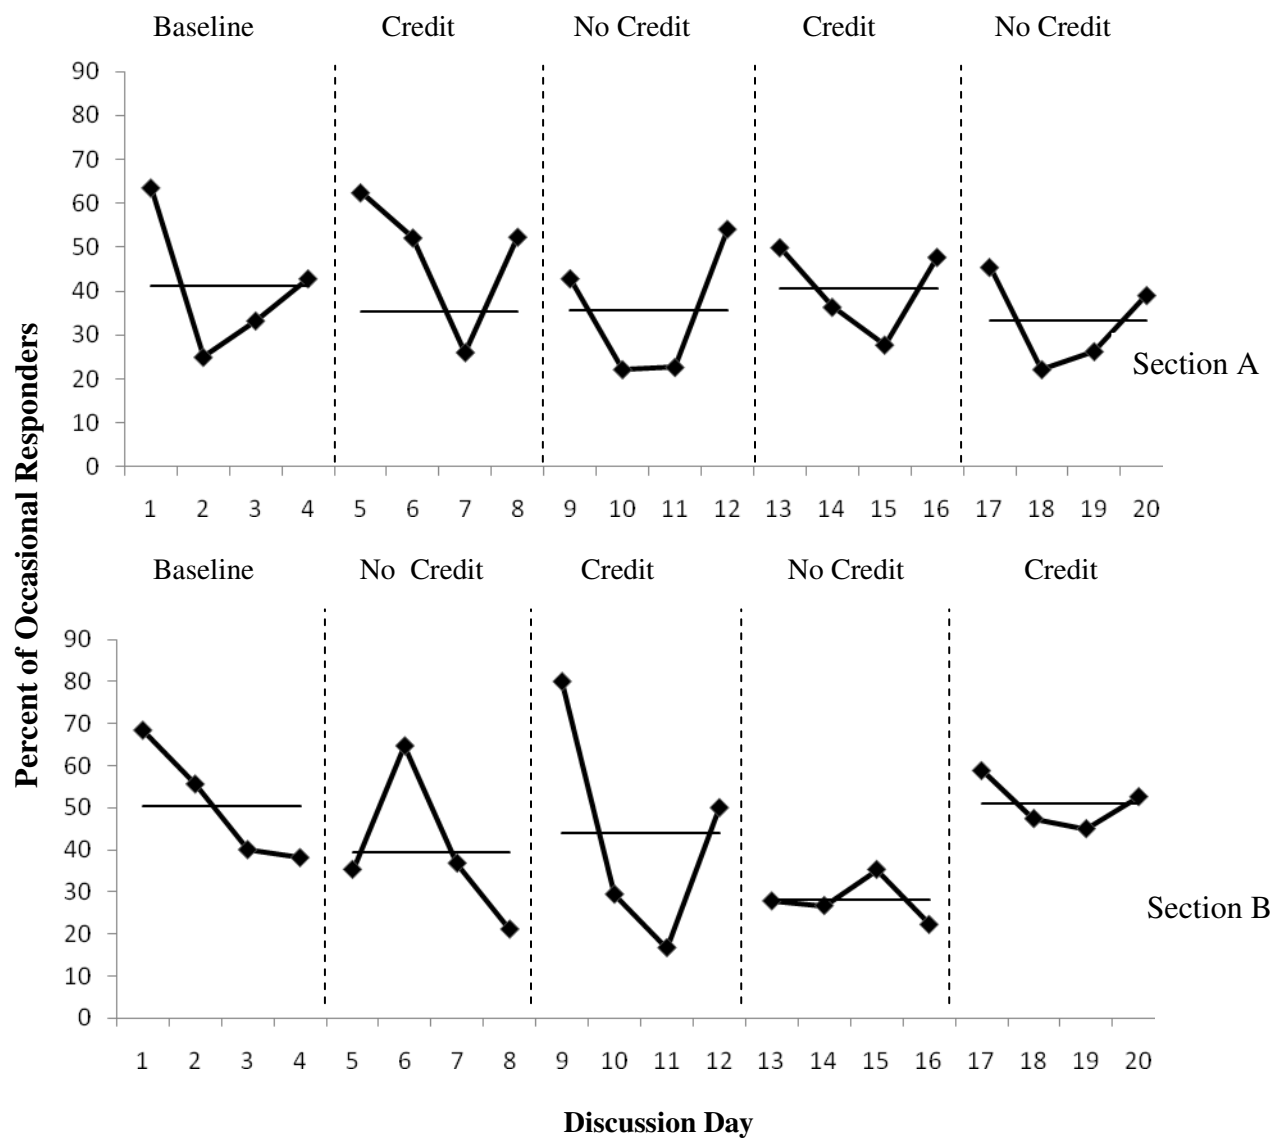 Baseline Credit No Credit Credit No Credit
90
80
70
60
50
40
30
20
10
0
Section A
1 2 3 4 5 6 7 8 9 10 11 12 13 14 15 16 17 18 19 20
Percent of Occasional Responders
Baseline No Credit Credit No Credit Credit
90
80
70
60
50
40
30
20
10
0
Section B
1 2 3 4 5 6 7 8 9 10 11 12 13 14 15 16 17 18 19 20
Discussion Day